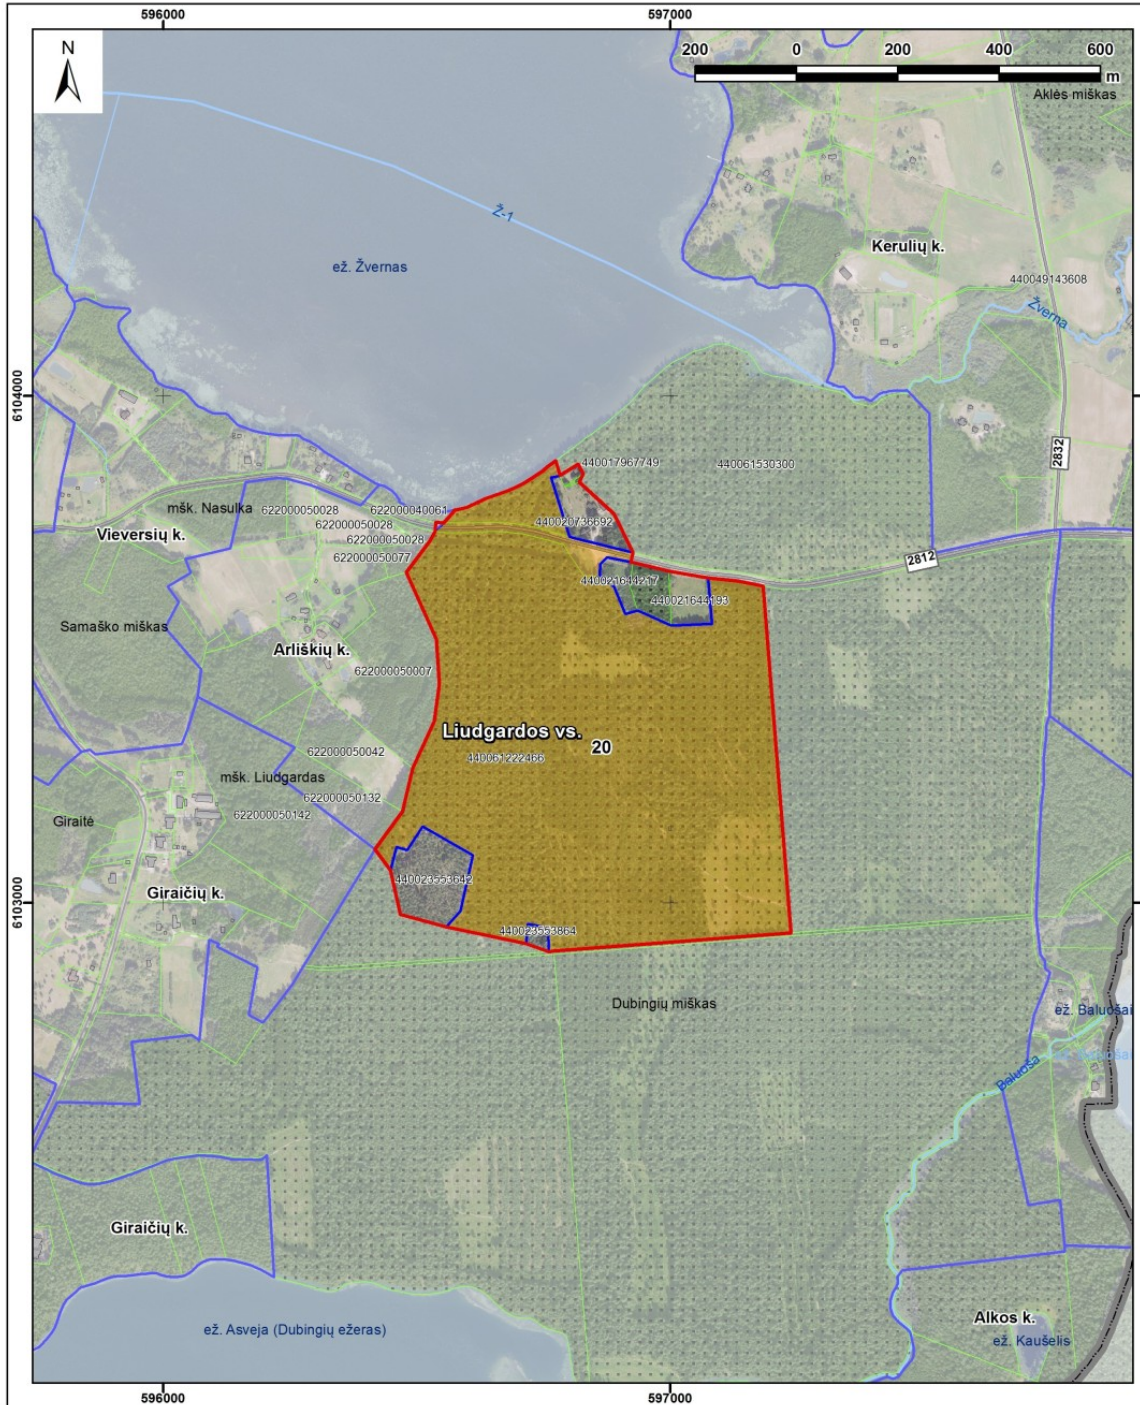 596000
597000
N
200
0
200
400
600
m
Aklės miškas
Ž-1
Kerulių k.
ež. Žvernas
440049143608
Žverna
6104000
2832
440017967749
440061530300
mšk. Nasulka
622000050028
622000040061
440020736692
622000050028
Vieversių k.
622000050028
622000050077
2812
440021644217
440021644193
Samaško miškas
Arliškių k.
622000050007
Liudgardos vs.
20
622000050042
440061222466
mšk. Liudgardas
622000050132
Giraitė
622000050142
440023553642
Giraičių k.
6103000
440023553864
Dubingių miškas
ež. Baluošai
Baluoša
Giraičių k.
ež. Asveja (Dubingių ežeras)
Alkos k.
ež. Kaušelis
596000
597000